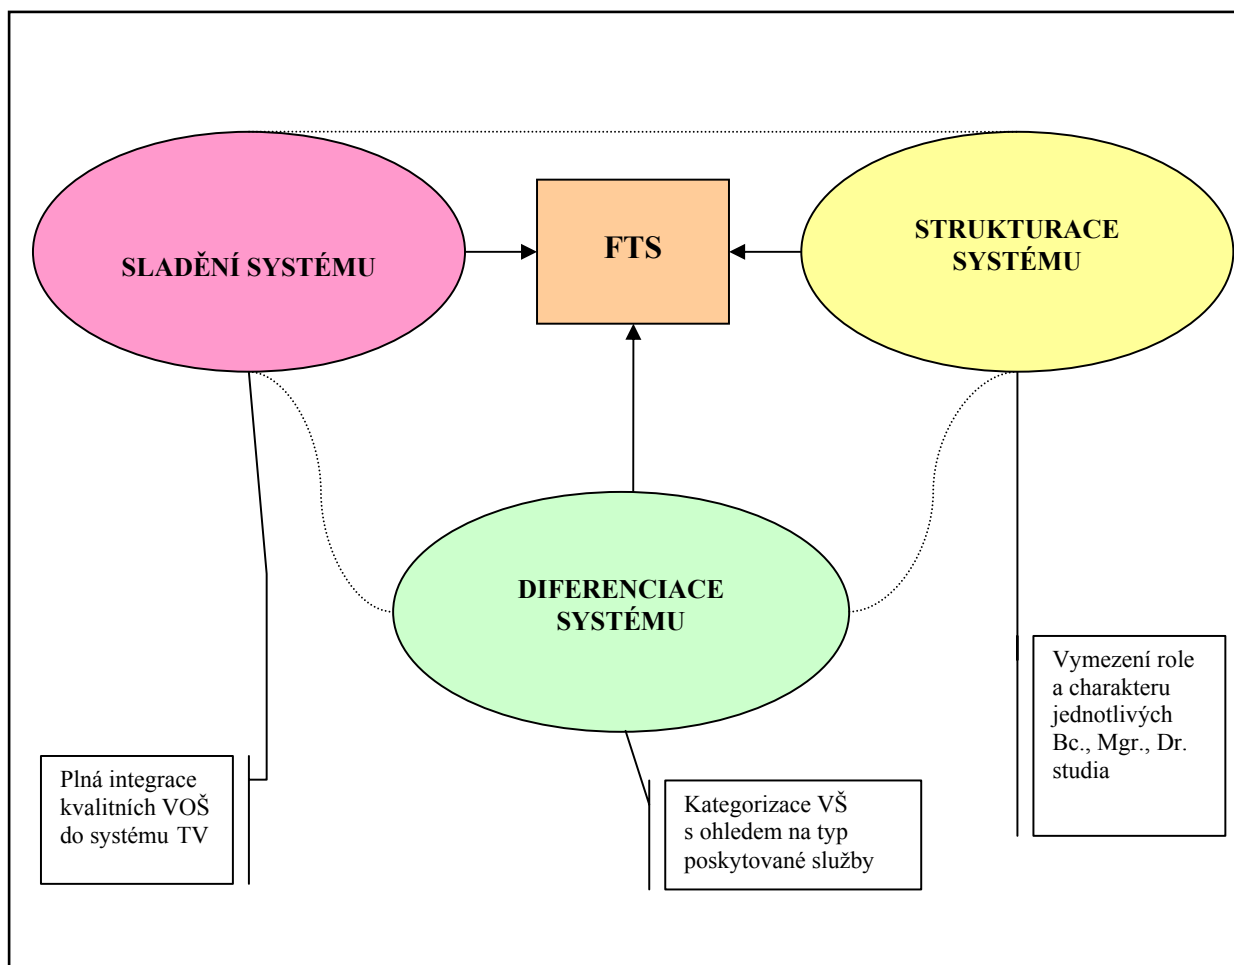 SLADĚNÍ SYSTÉMU
FTS
STRUKTURACE
SYSTÉMU
DIFERENCIACE
SYSTÉMU
Plná integrace
kvalitních VOŠ
do systému TV
Kategorizace VŠ
s ohledem na typ
poskytované služby
Vymezení role
a charakteru
jednotlivých
Bc., Mgr., Dr.
studia